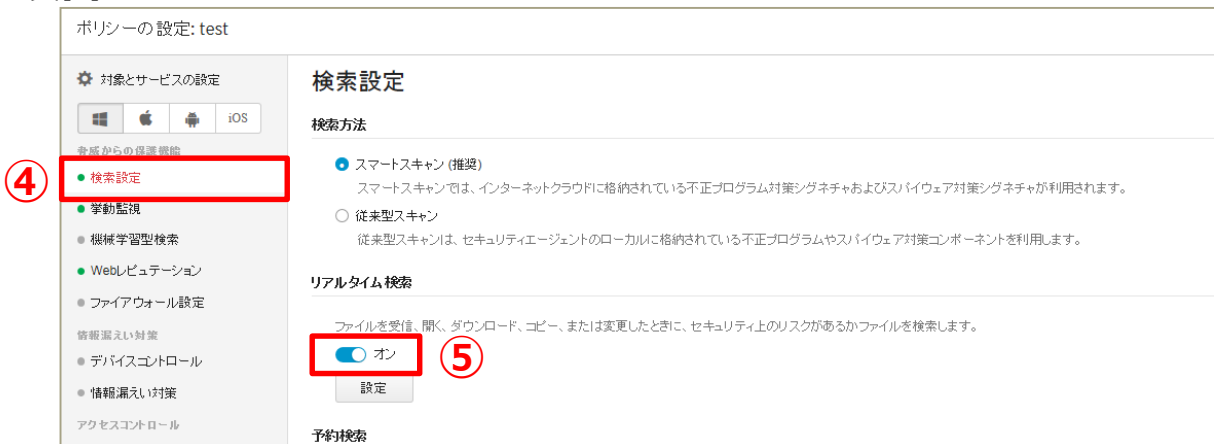 ポリシーの設定: test
対象とサービスの設定
iOS
脅威からの保護機能
④
検索設定
挙動監視
機械学習型検索
Webレピュテーション
ファイアウォール設定
情報漏えい対策
デバイスコントロール
情報漏えい対策
アクセスコントロール
検索設定
検索方法
スマートスキャン (推奨)
スマートスキャンでは、インターネットクラウドに格納されている不正プログラム対策シグネチャおよびスパイウェア対策シグネチャが利用されます。
従来型スキャン
従来型スキャンは、セキュリティエージェントのローカルに格納されている不正プログラムやスパイウェア対策コンポーネントを利用します。
リアルタイム検索
ファイルを受信、開く、ダウンロード、コピー、または変更したときに、セキュリティ上のリスクがあるかファイルを検索します。
オン
⑤
設定
予約検索